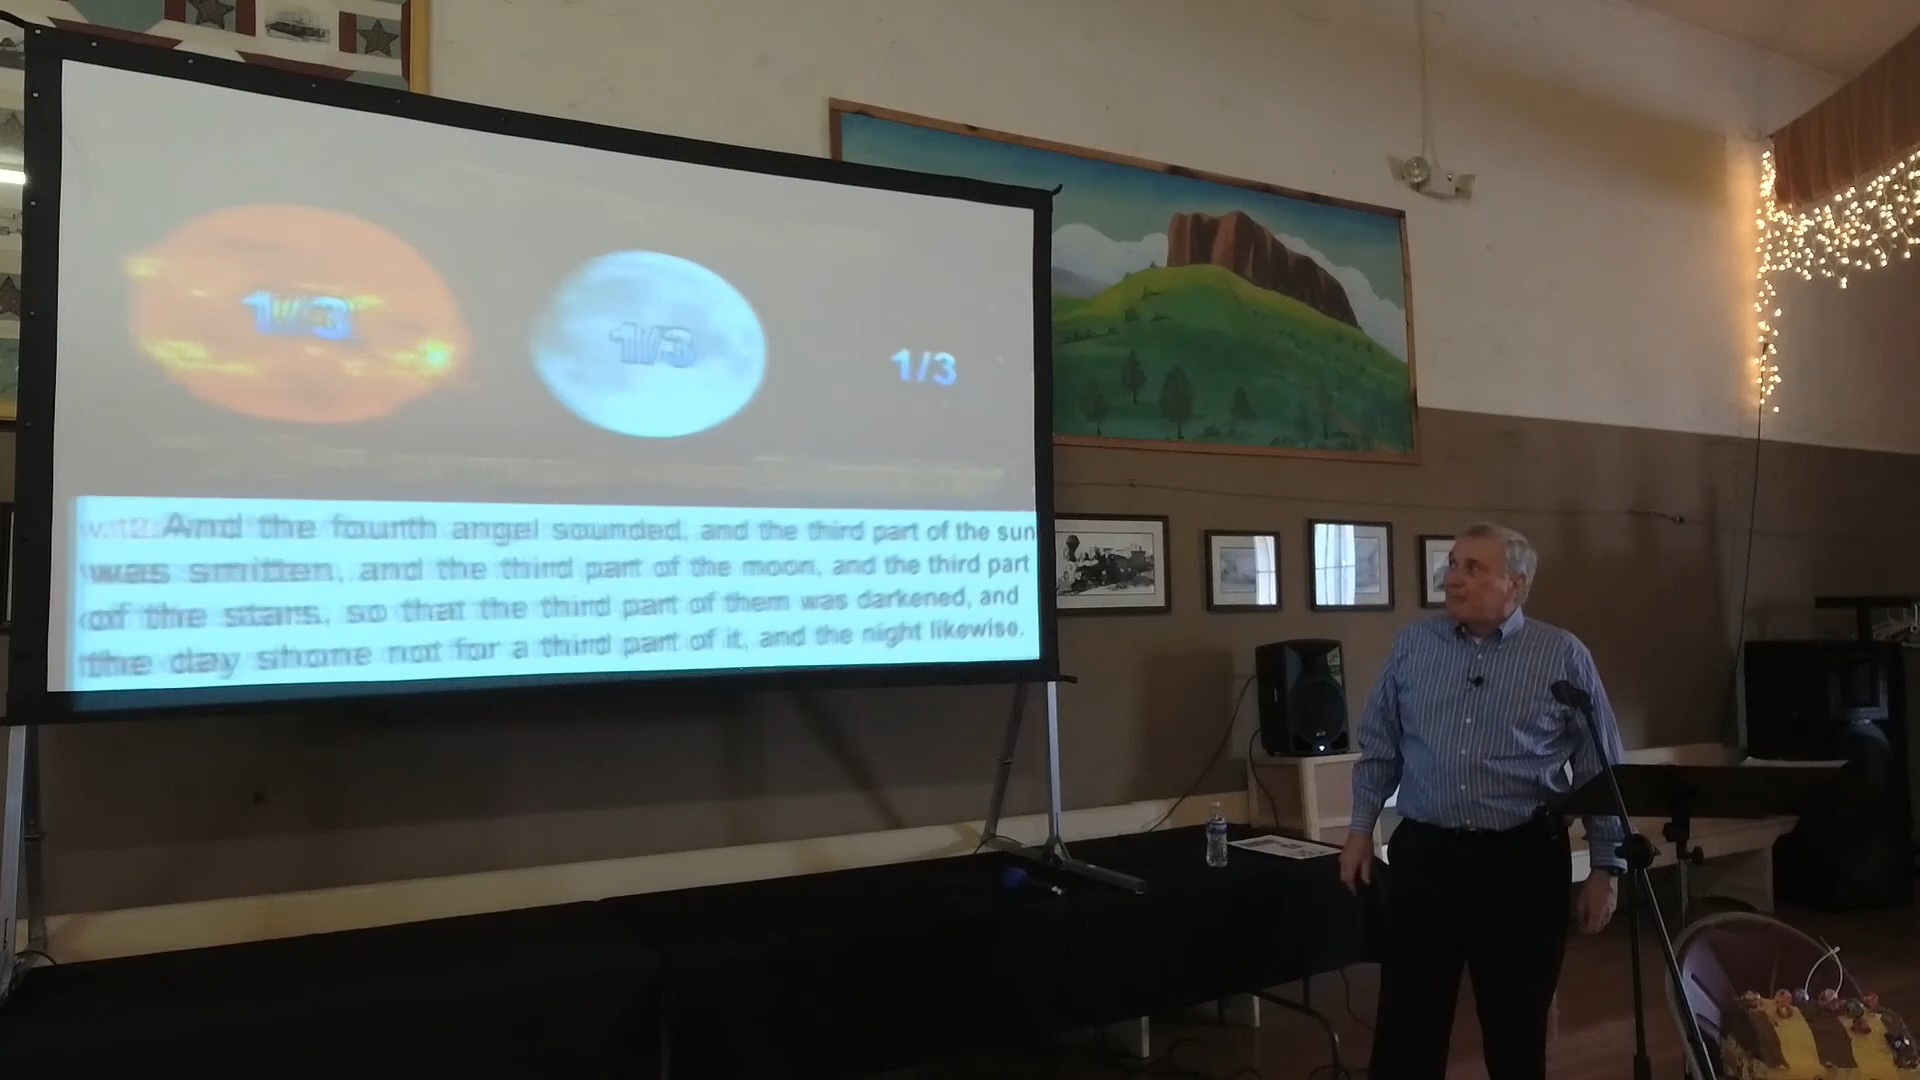 1/3 1/3 1/3
v.12 And the fourth angel sounded, and the third part of the sun
was smitten, and the third part of the moon, and the third part
of the stars, so that the third part of them was darkened, and
the day shone not for a third part of it, and the night likewise.